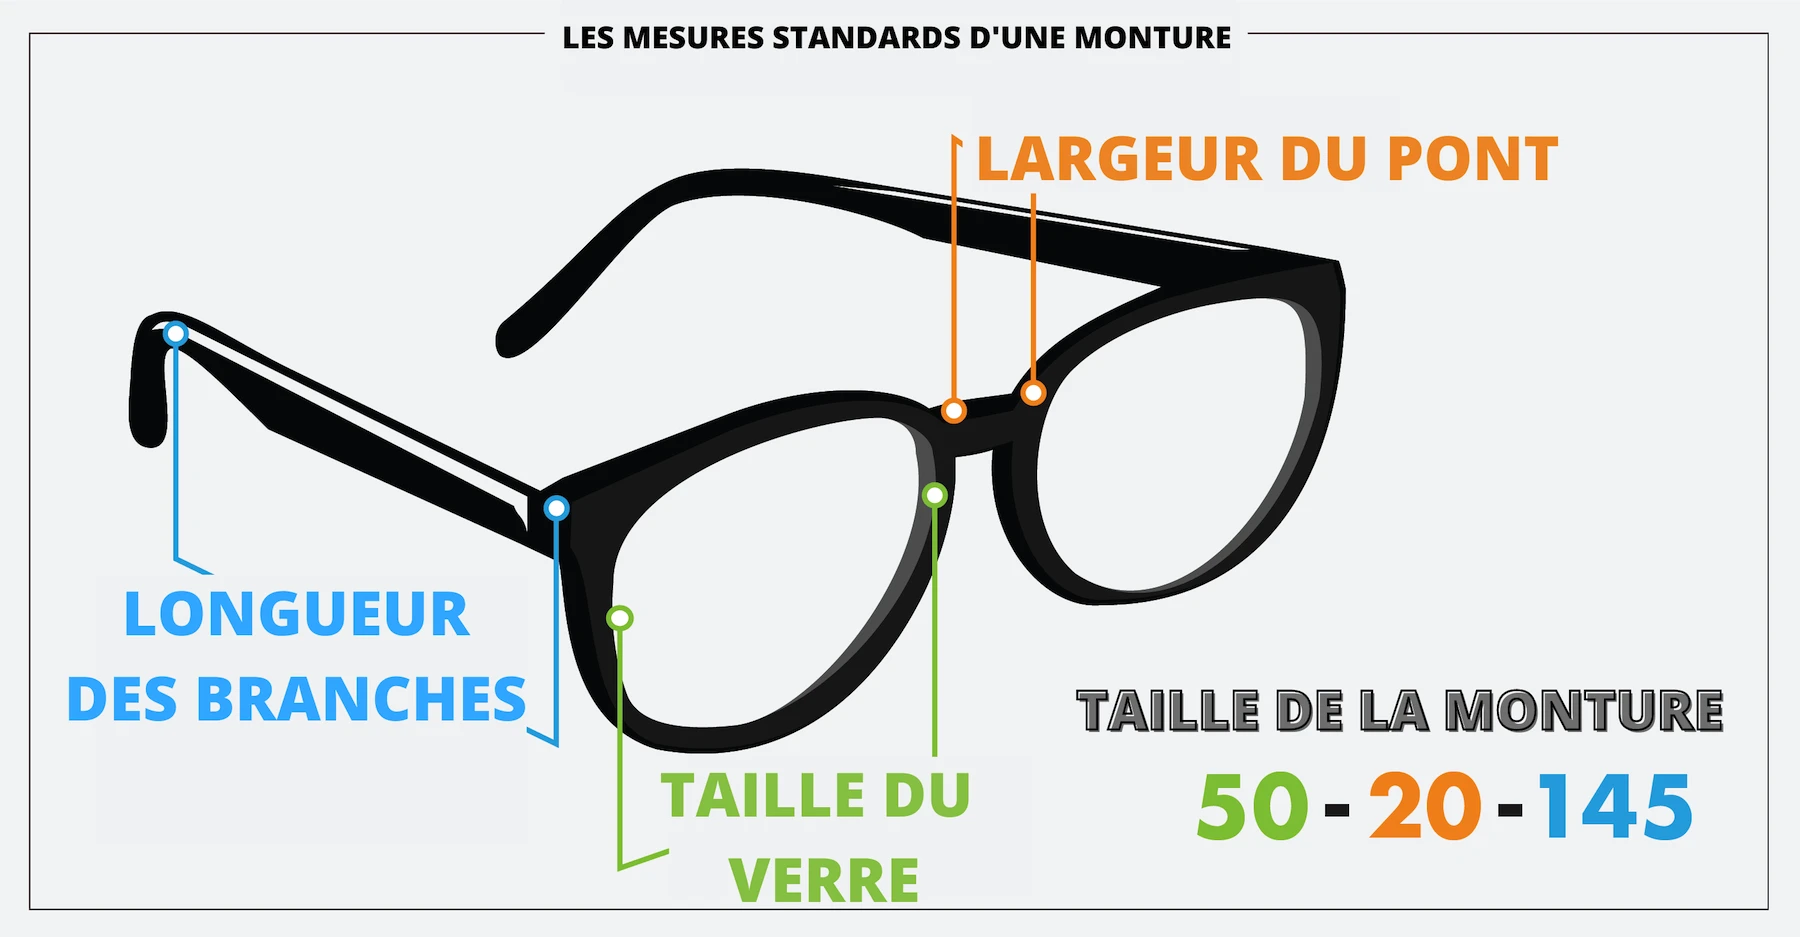 LES MESURES STANDARDS D'UNE MONTURE
LARGEUR DU PONT
LONGUEUR
DES BRANCHES
TAILLE DU
VERRE
TAILLE DE LA MONTURE
50-20-145